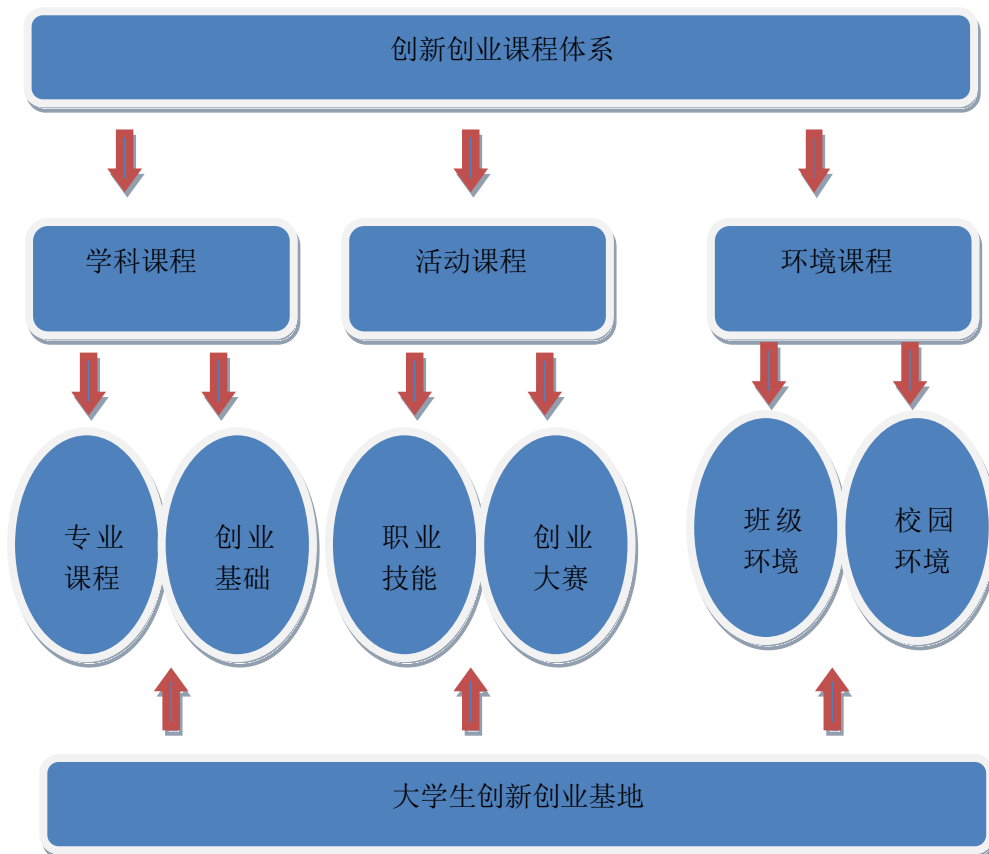 创新创业课程体系
学科课程
活动课程
环境课程
专业
课程
创业
基础
职业
技能
创业
大赛
班级
环境
校园
环境
大学生创新创业基地